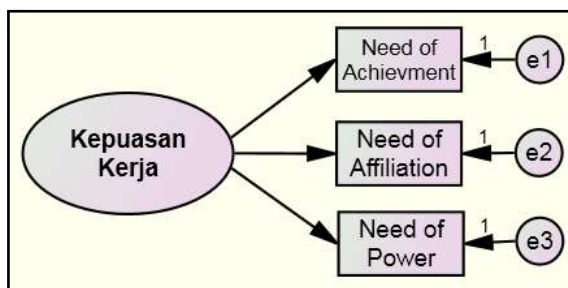 Kepuasan
Kerja
Need of
Achievment
1
e1
Need of
Affiliation
1
e2
Need of
Power
1
e3